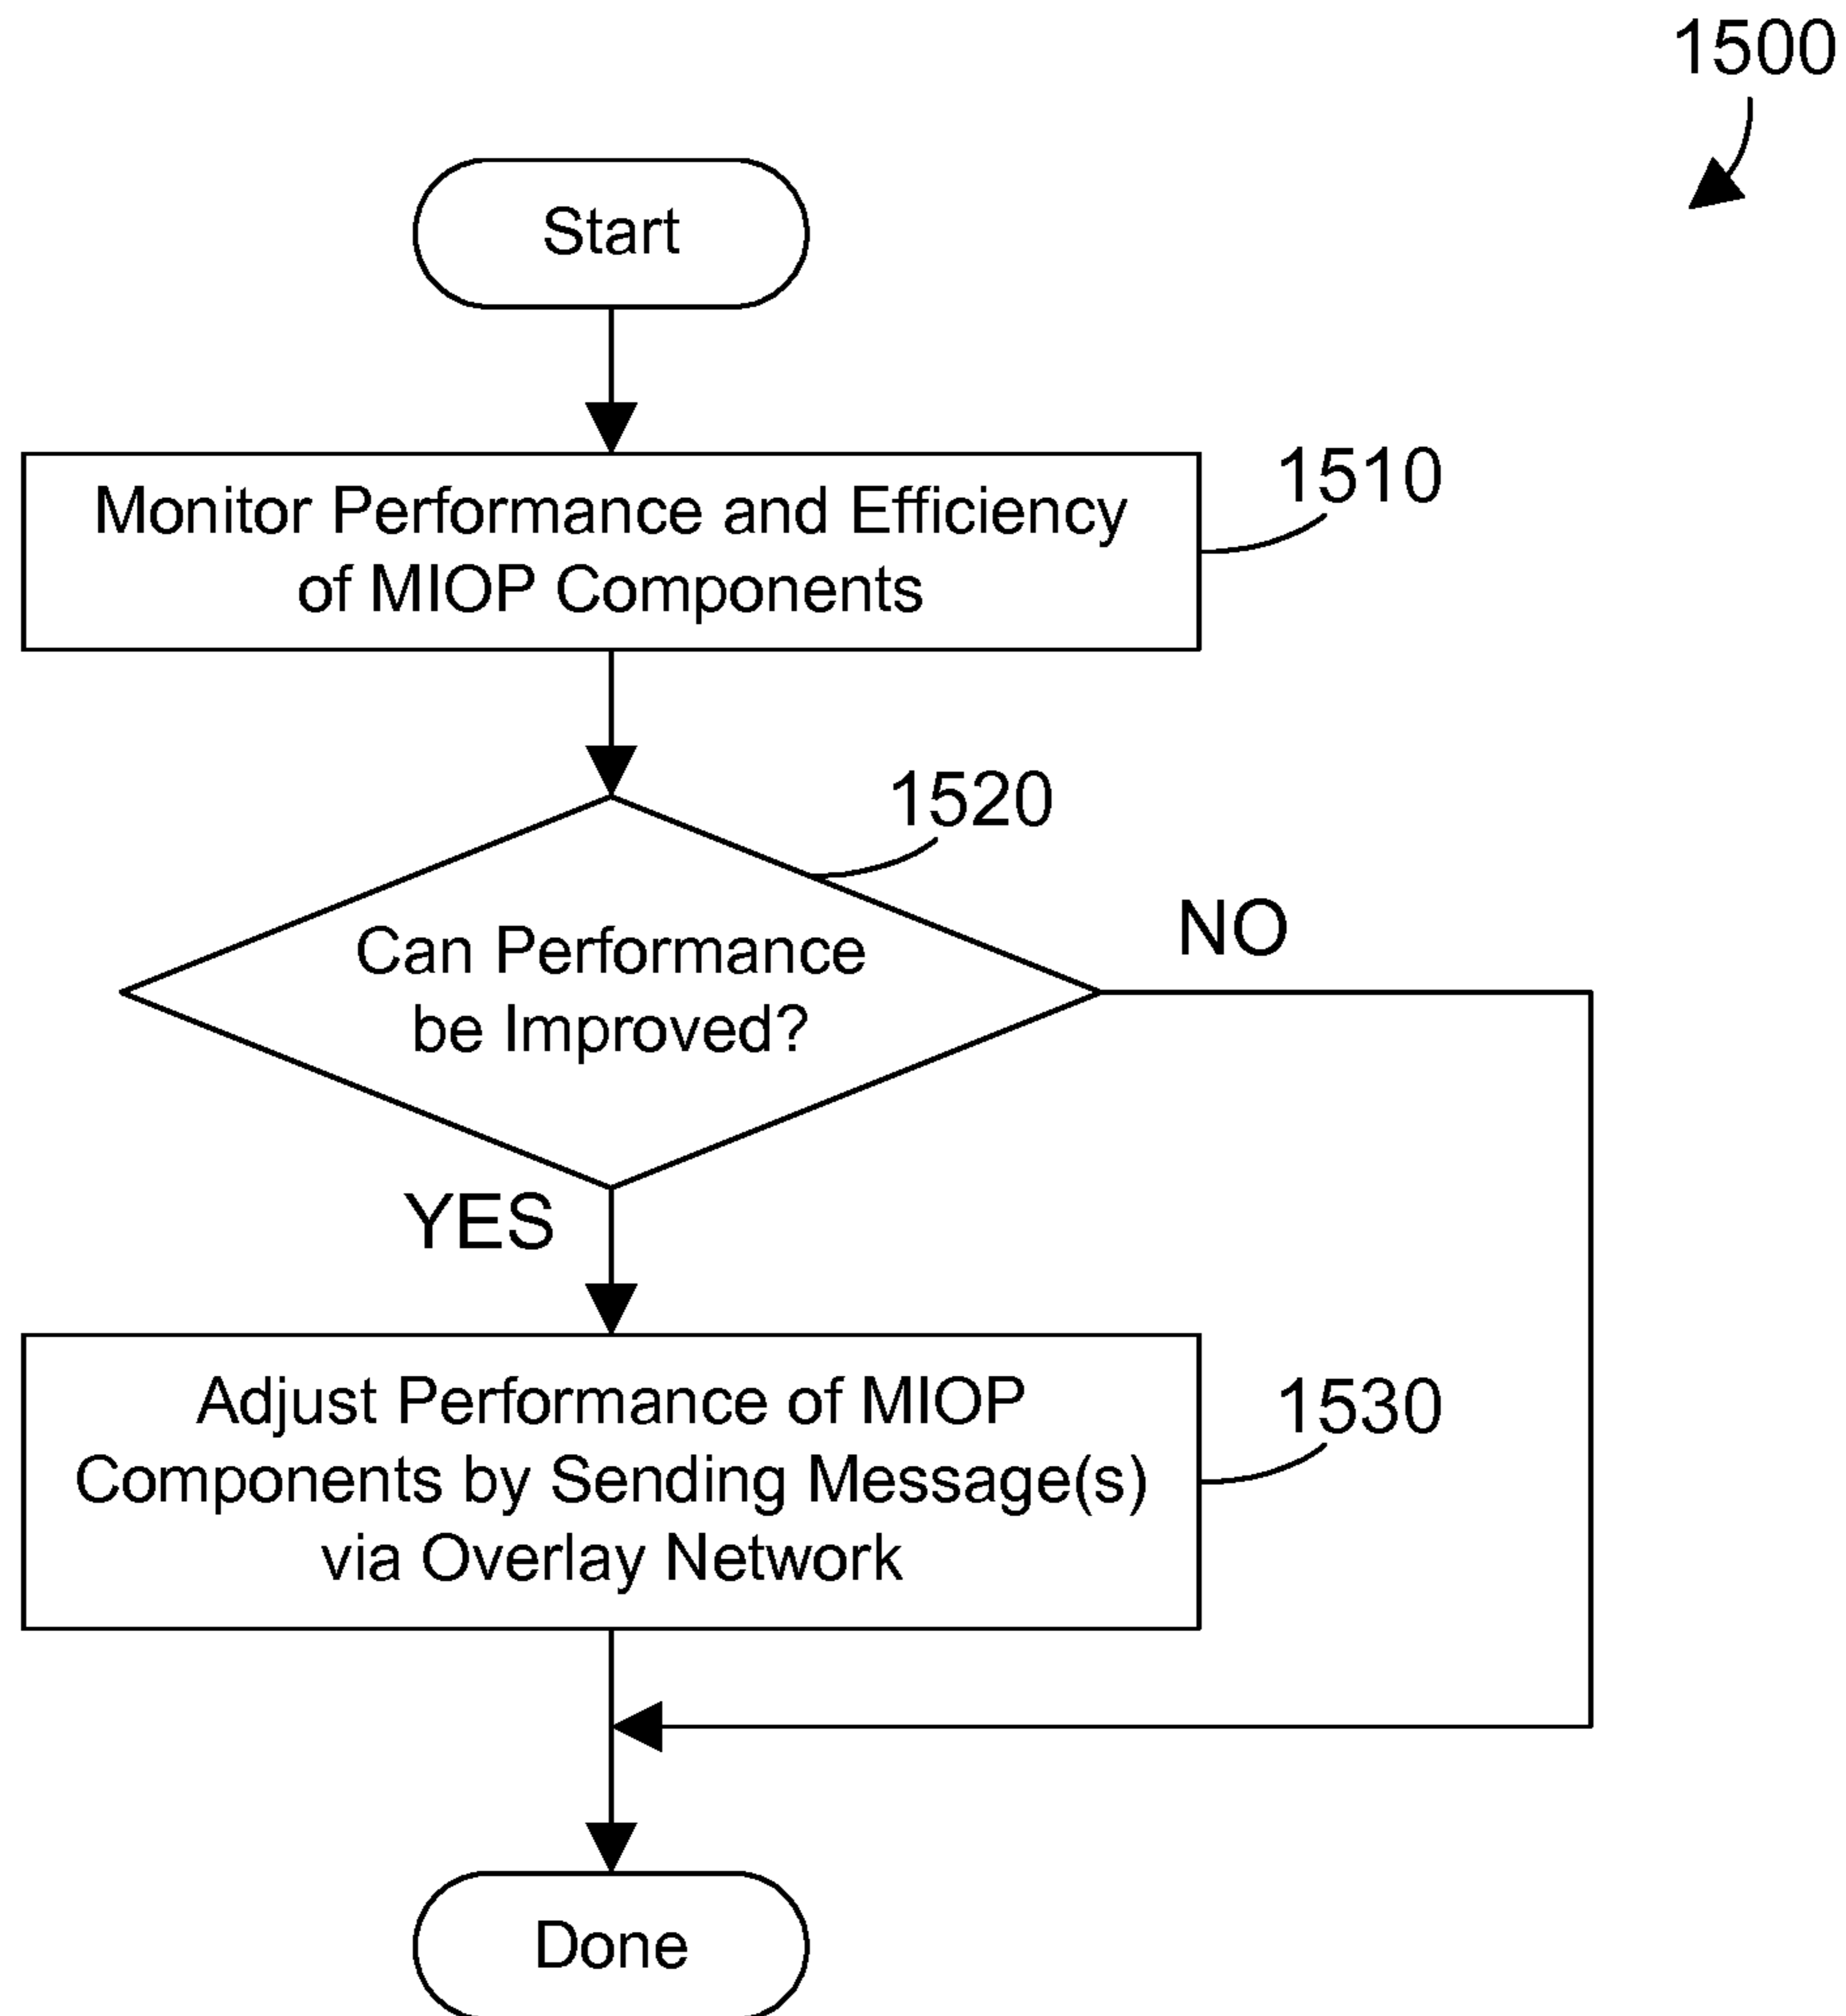 1500
Start
Monitor Performance and Efficiency
of MIOP Components
1510
1520
Can Performance
be Improved?
NO
YES
Adjust Performance of MIOP
Components by Sending Message(s)
via Overlay Network
1530
Done